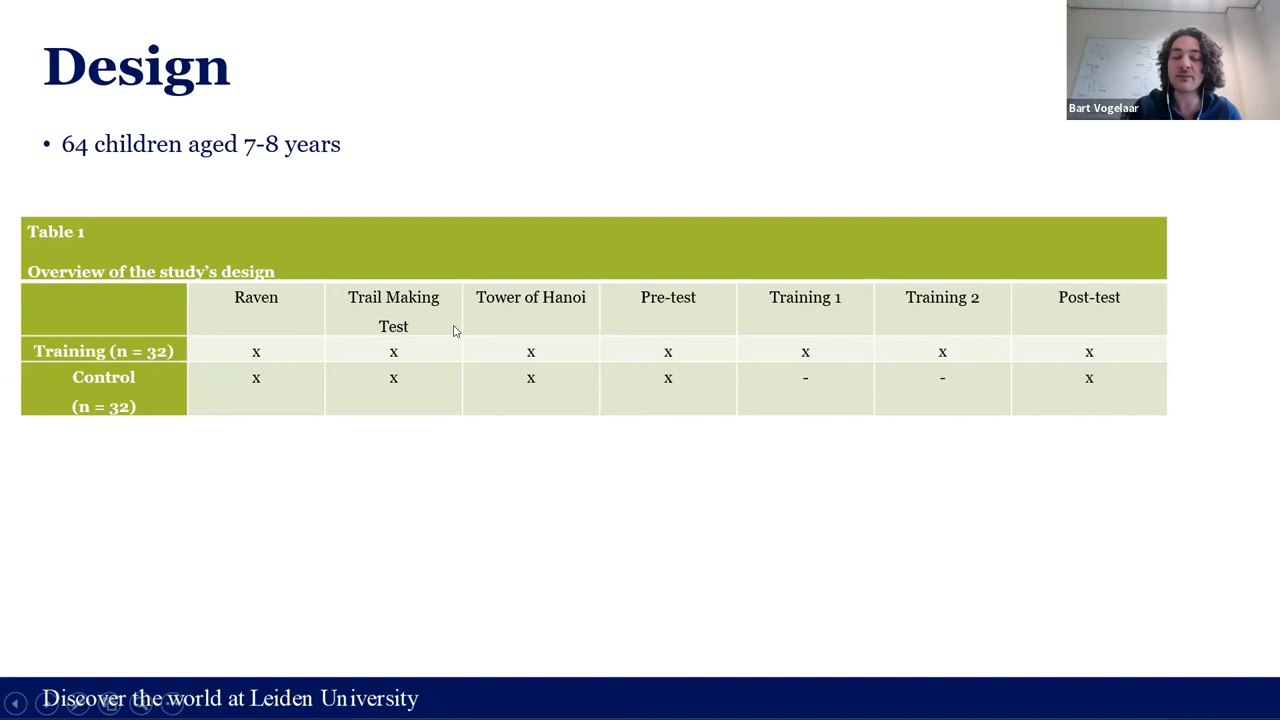 Design
• 64 children aged 7-8 years
Bart Vogelaar
Table 1
Overview of the study's design
Raven Trail Making Test Tower of Hanoi Pre-test Training 1 Training 2 Post-test
Training (n = 32) x x x x x x x
Control (n = 32) x x x x - - x
Discover the world at Leiden University